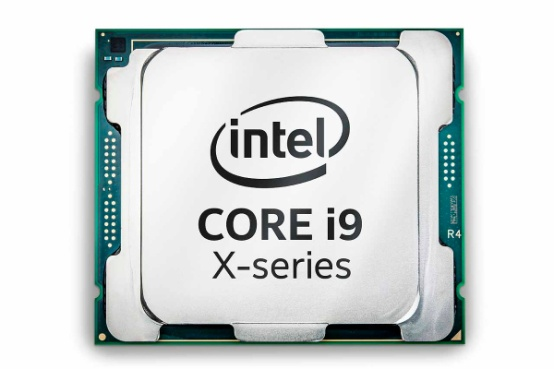 intel
CORE i9
X-series
R4